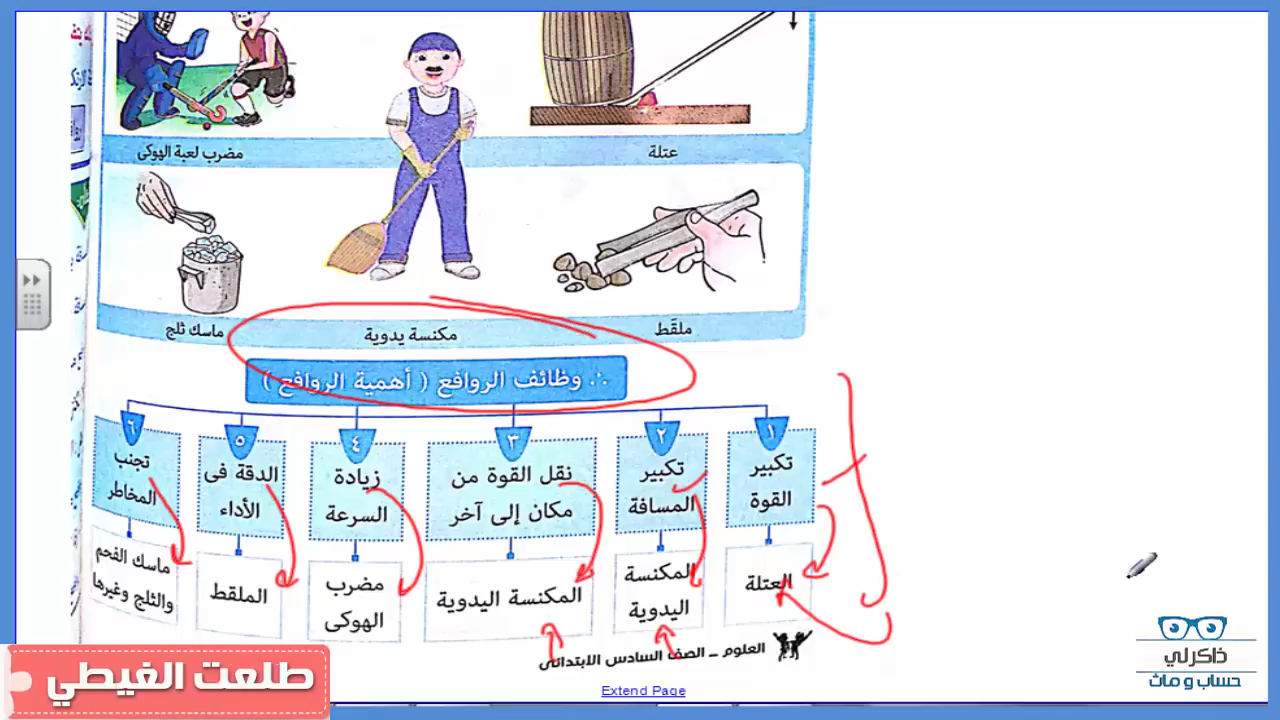 مضرب لعبة الهوكى
عتلة
ماسك ثلج
مكنسة يدوية
ملقَط
∴ وظائف الروافع ( أهمية الروافع )
١
تكبير
القوة
العتلة
٢
تكبير
المسافة
المكنسة
اليدوية
٣
نقل القوة من
مكان إلى آخر
المكنسة اليدوية
٤
زيادة
السرعة
مضرب
الهوكى
٥
الدقة فى
الأداء
الملقط
٦
تجنب
المخاطر
ماسك الفحم
والثلج وغيرها
العلوم – الصف السادس الابتدائى
Extend Page
طلعت الغيطي
ذاكرلي
حساب و ماث